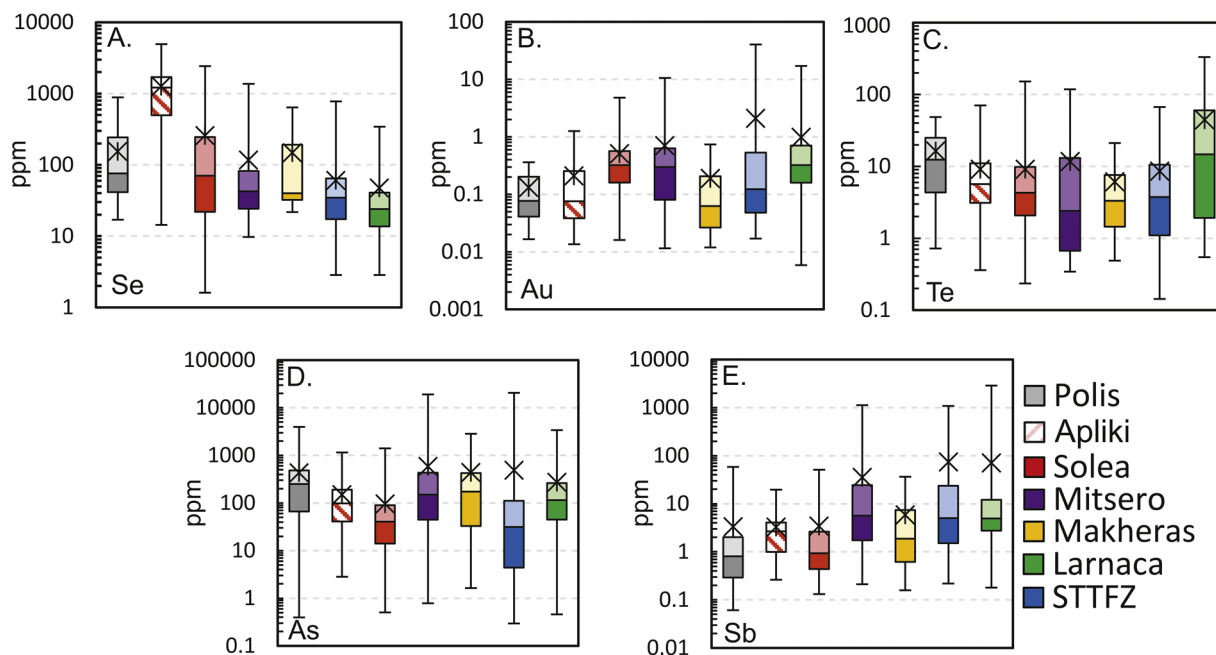 A.
10000
1000
100
10
1
ppm
Se
B.
100
10
1
0.1
0.01
0.001
ppm
Au
C.
1000
100
10
1
0.1
ppm
Te
D.
100000
10000
1000
100
10
1
0.1
ppm
As
E.
10000
1000
100
10
1
0.1
0.01
ppm
Sb
Polis
Apliki
Solea
Mitsero
Makheras
Larnaca
STTFZ